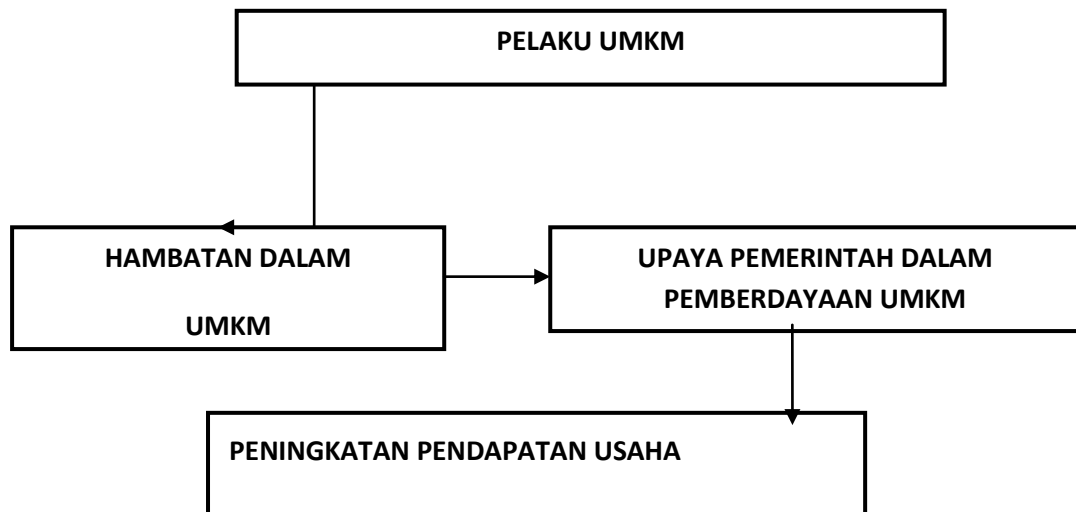 PELAKU UMKM
HAMBATAN DALAM
UMKM
UPAYA PEMERINTAH DALAM
PEMBERDAYAAN UMKM
PENINGKATAN PENDAPATAN USAHA